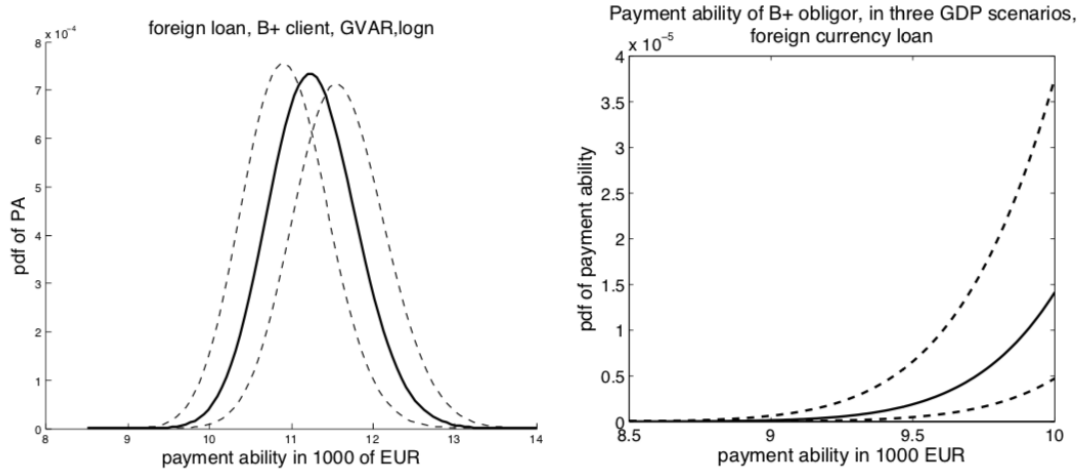 foreign loan, B+ client, GVAR,logn
x 10⁻⁴
8
7
6
5
4
3
2
1
0
pdf of PA
8 9 10 11 12 13 14
payment ability in 1000 of EUR
Payment ability of B+ obligor, in three GDP scenarios,
foreign currency loan
x 10⁻⁵
4
3.5
3
2.5
2
1.5
1
0.5
0
pdf of payment ability
8.5 9 9.5 10
payment ability in 1000 EUR